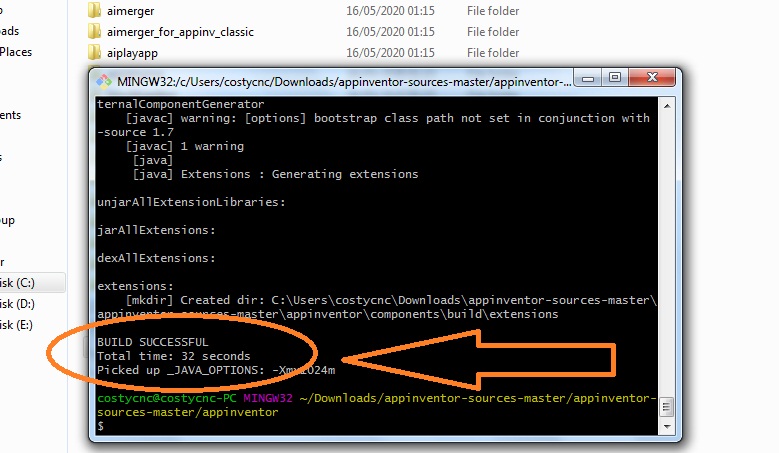 aimerger 16/05/2020 01:15 File folder
aimerger_for_appinv_classic 16/05/2020 01:15 File folder
aiplayapp 16/05/2020 01:15 File folder
Places
ents
oup
isk (C:)
isk (D:)
isk (E:)
MINGW32:/c/Users/costycnc/Downloads/appinventor-sources-master/appinventor-...
ternalComponentGenerator
[javac] warning: [options] bootstrap class path not set in conjunction with
-source 1.7
[javac] 1 warning
[java]
[java] Extensions : Generating extensions
unjarAllExtensionLibraries:
jarAllExtensions:
dexAllExtensions:
extensions:
[mkdir] Created dir: C:\Users\costycnc\Downloads\appinventor-sources-master\
appinventor-sources-master\appinventor\components\build\extensions
BUILD SUCCESSFUL
Total time: 32 seconds
Picked up _JAVA_OPTIONS: -Xmx1024m
costycnc@costycnc-PC MINGW32 ~/Downloads/appinventor-sources-master/appinventor-
sources-master/appinventor
$